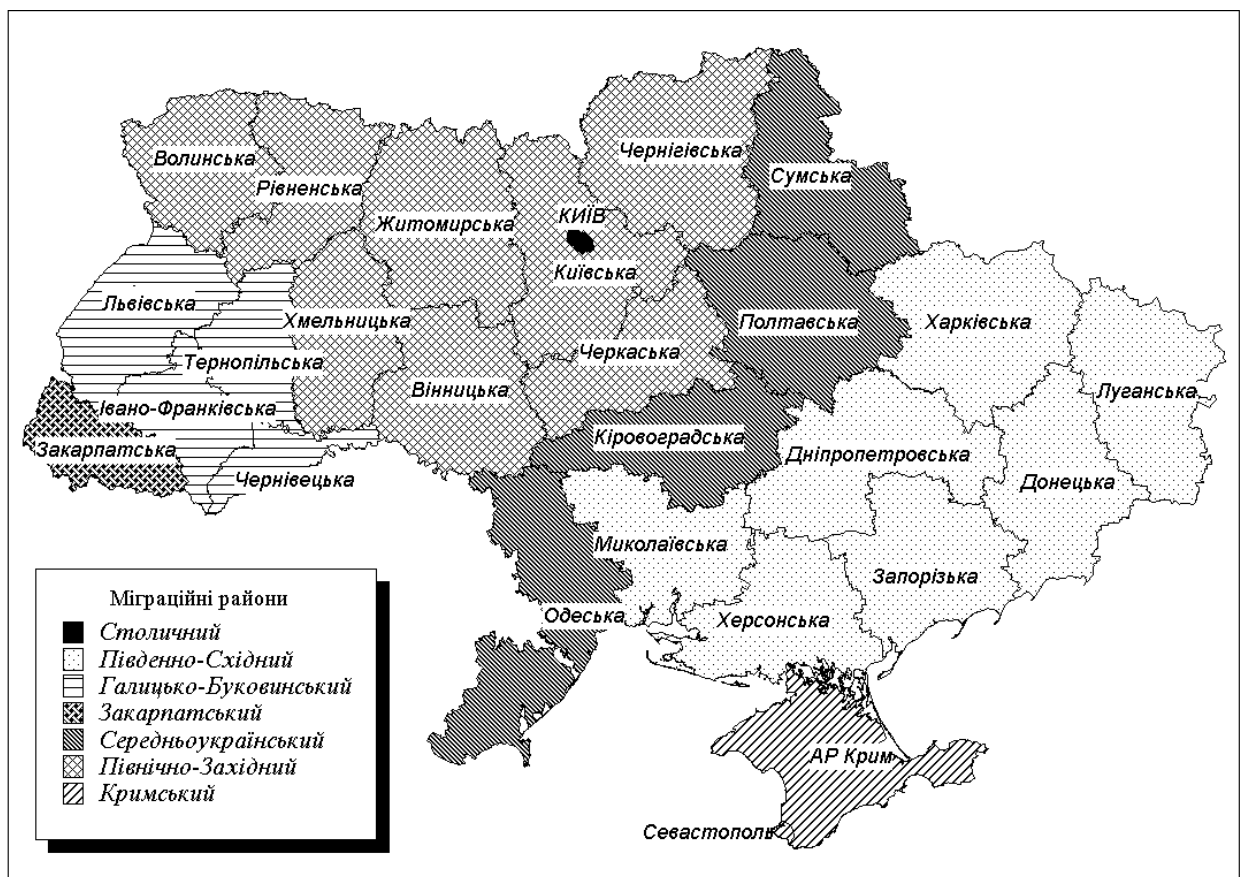 Чернігівська
Волинська
Сумська
Рівненська
Житомирська
КИЇВ
Київська
Львівська
Хмельницька
Полтавська
Харківська
Черкаська
Тернопільська
Вінницька
Луганська
Івано-Франківська
Кіровоградська
Закарпатська
Дніпропетровська
Чернівецька
Донецька
Миколаївська
Запорізька
Одеська
Херсонська
АР Крим
Севастополь
Міграційні райони
Столичний
Південно-Східний
Галицько-Буковинський
Закарпатський
Середньоукраїнський
Північно-Західний
Кримський